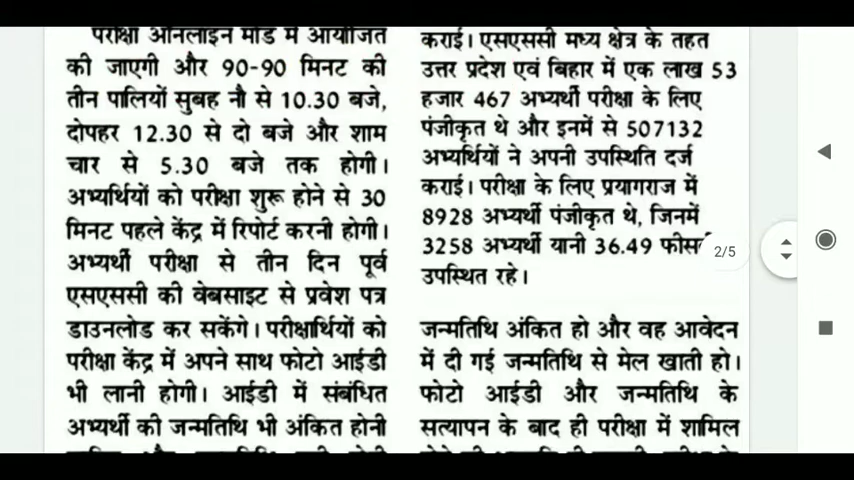 परीक्षा ऑनलाइन मोड में आयोजित
की जाएगी और 90-90 मिनट की
तीन पालियों सुबह नौ से 10.30 बजे,
दोपहर 12.30 से दो बजे और शाम
चार से 5.30 बजे तक होगी।
अभ्यर्थियों को परीक्षा शुरू होने से 30
मिनट पहले केंद्र में रिपोर्ट करनी होगी।
अभ्यर्थी परीक्षा से तीन दिन पूर्व
एसएससी की वेबसाइट से प्रवेश पत्र
डाउनलोड कर सकेंगे। परीक्षार्थियों को
परीक्षा केंद्र में अपने साथ फोटो आईडी
भी लानी होगी। आईडी में संबंधित
अभ्यर्थी की जन्मतिथि भी अंकित होनी
कराई। एसएससी मध्य क्षेत्र के तहत
उत्तर प्रदेश एवं बिहार में एक लाख 53
हजार 467 अभ्यर्थी परीक्षा के लिए
पंजीकृत थे और इनमें से 507132
अभ्यर्थियों ने अपनी उपस्थिति दर्ज
कराई। परीक्षा के लिए प्रयागराज में
8928 अभ्यर्थी पंजीकृत थे, जिनमें
3258 अभ्यर्थी यानी 36.49
उपस्थित रहे।
जन्मतिथि अंकित हो और वह आवेदन
में दी गई जन्मतिथि से मेल खाती हो।
फोटो आईडी और जन्मतिथि के
सत्यापन के बाद ही परीक्षा में शामिल
2/5